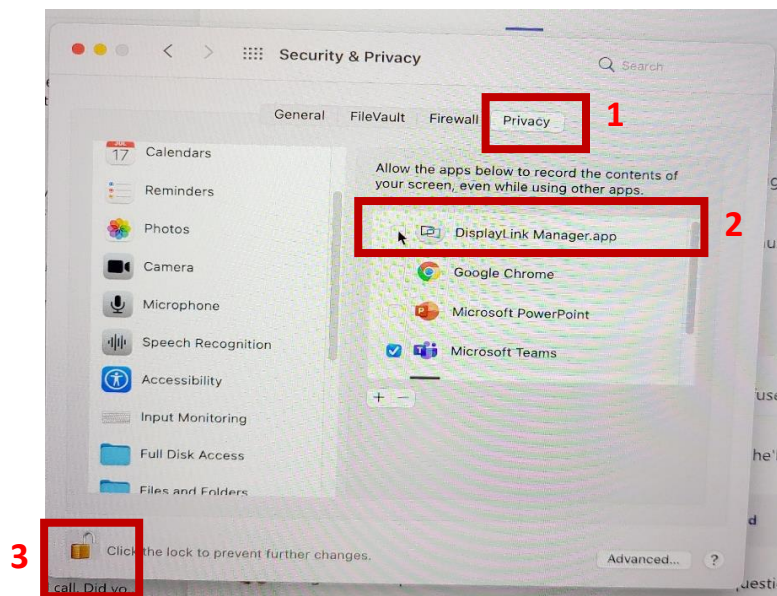 Security & Privacy
Search
General
FileVault
Firewall
Privacy
1
JUL
17
Calendars
Reminders
Photos
Camera
Microphone
Speech Recognition
Accessibility
Input Monitoring
Full Disk Access
Files and Folders
Allow the apps below to record the contents of
your screen, even while using other apps.
DisplayLink Manager.app
2
Google Chrome
Microsoft PowerPoint
Microsoft Teams
+ −
3
Click the lock to prevent further changes.
Advanced...
?
call. Did yo